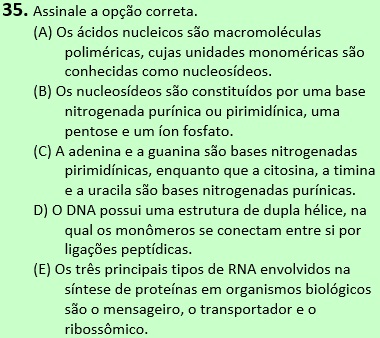 35. Assinale a opção correta.
(A) Os ácidos nucleicos são macromoléculas
poliméricas, cujas unidades monoméricas são
conhecidas como nucleosídeos.
(B) Os nucleosídeos são constituídos por uma base
nitrogenada purínica ou pirimidínica, uma
pentose e um íon fosfato.
(C) A adenina e a guanina são bases nitrogenadas
pirimidínicas, enquanto que a citosina, a timina
e a uracila são bases nitrogenadas purínicas.
D) O DNA possui uma estrutura de dupla hélice, na
qual os monômeros se conectam entre si por
ligações peptídicas.
(E) Os três principais tipos de RNA envolvidos na
síntese de proteínas em organismos biológicos
são o mensageiro, o transportador e o
ribossômico.